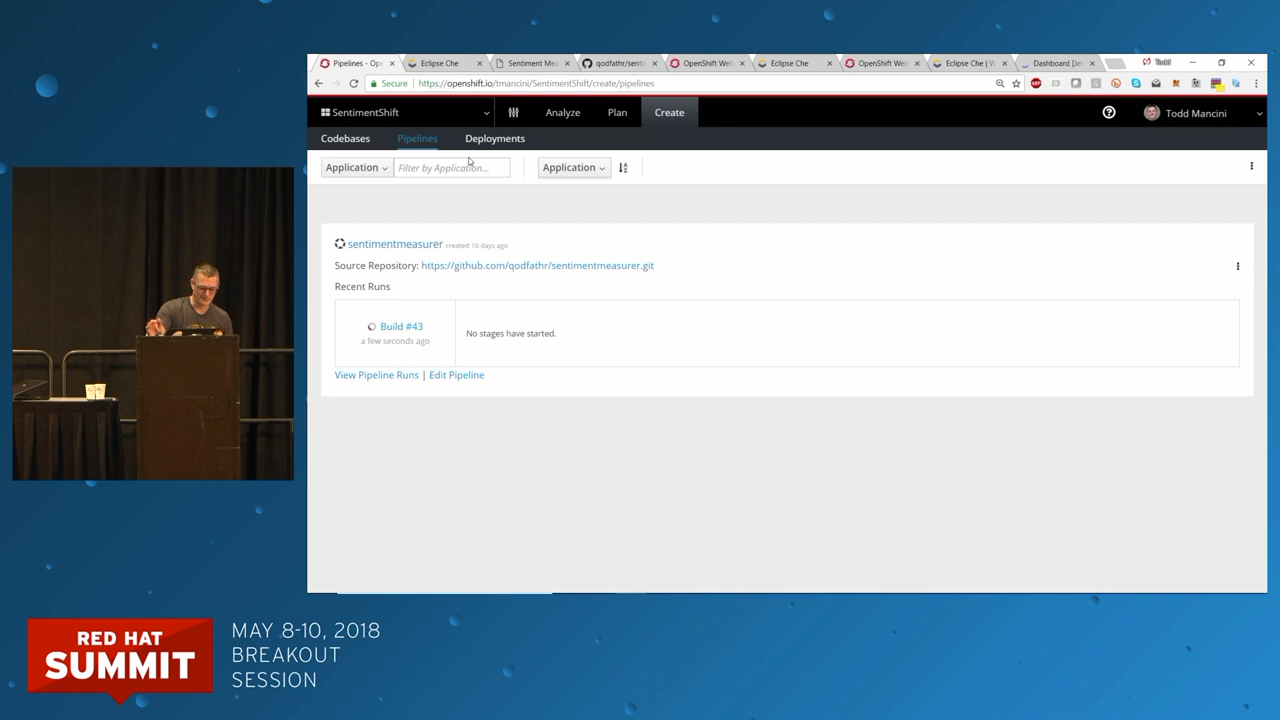 Pipelines - Ope
Eclipse Che
Sentiment Mea
qodfathr/senti
OpenShift Web
Eclipse Che
OpenShift Web
Eclipse Che | W
Dashboard [Je
Todd
Secure
https://openshift.io/tmancini/SentimentShift/create/pipelines
SentimentShift
Analyze
Plan
Create
Todd Mancini
Codebases
Pipelines
Deployments
Application
Filter by Application...
Application
sentimentmeasurer created 10 days ago
Source Repository: https://github.com/qodfathr/sentimentmeasurer.git
Recent Runs
Build #43
a few seconds ago
No stages have started.
View Pipeline Runs | Edit Pipeline
RED HAT
SUMMIT
MAY 8-10, 2018
BREAKOUT
SESSION